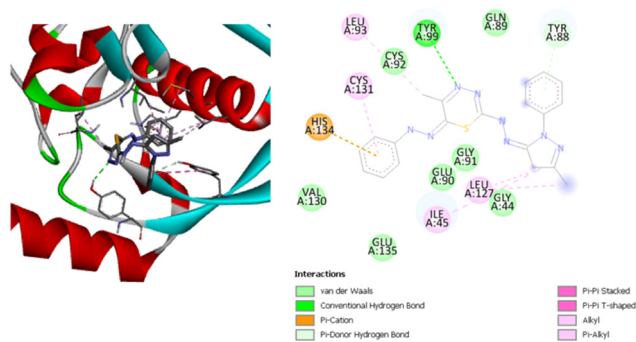 LEU
A:93
TYR
A:99
GLN
A:89
TYR
A:88
CYS
A:92
CYS
A:131
N
N
HIS
A:134
N
N
S
N
N
N
N
GLY
A:91
GLU
A:90
LEU
A:127
GLY
A:44
VAL
A:130
ILE
A:45
GLU
A:135
Interactions
van der Waals
Conventional Hydrogen Bond
Pi-Cation
Pi-Donor Hydrogen Bond
Pi-Pi Stacked
Pi-Pi T-shaped
Alkyl
Pi-Alkyl